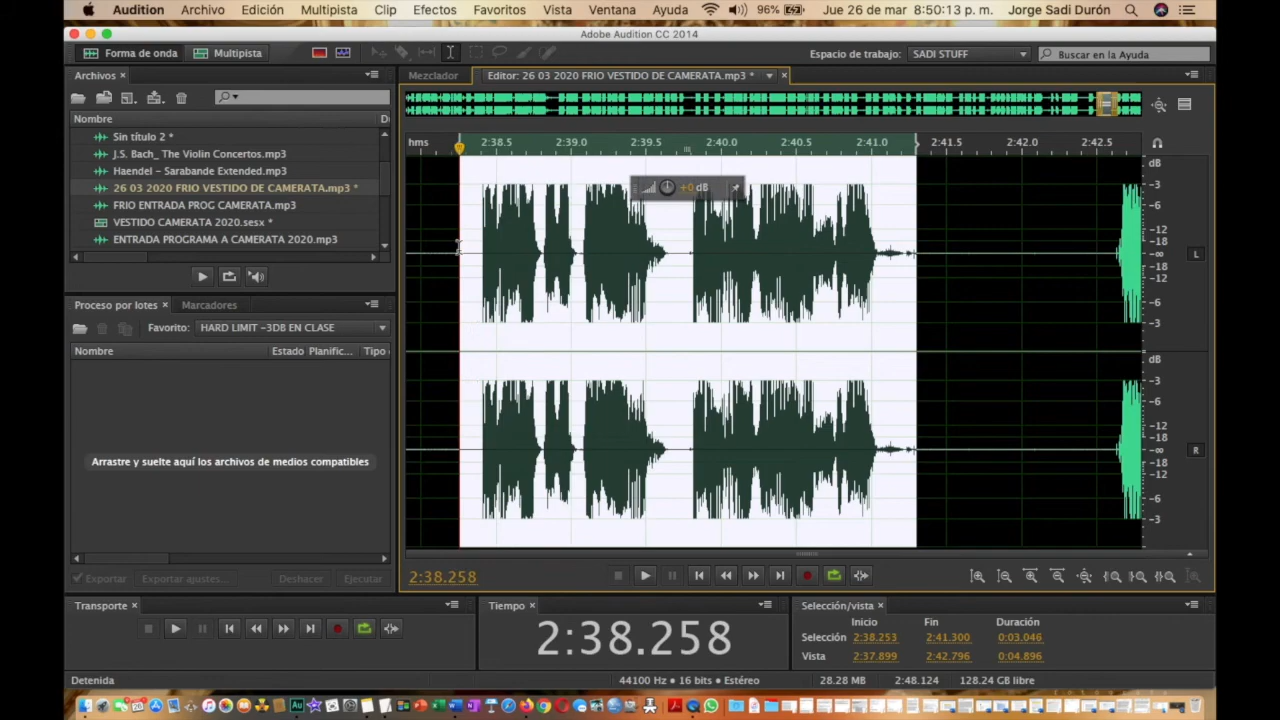 Audition Archivo Edición Multipista Clip Efectos Favoritos Vista Ventana Ayuda 96% Jue 26 de mar 8:50:13 p. m. Jorge Sadi Durón
Adobe Audition CC 2014
Forma de onda Multipista Espacio de trabajo: SADI STUFF Buscar en la Ayuda
Archivos × Mezclador Editor: 26 03 2020 FRIO VESTIDO DE CAMERATA.mp3 * ×
Nombre D
Sin título 2 *
J.S. Bach_ The Violin Concertos.mp3
Haendel - Sarabande Extended.mp3
26 03 2020 FRIO VESTIDO DE CAMERATA.mp3 *
FRIO ENTRADA PROC CAMERATA.mp3
VESTIDO CAMERATA 2020.sesx *
ENTRADA PROGRAMA A CAMERATA 2020.mp3
hms 2:38.5 2:39.0 2:39.5 2:40.0 2:40.5 2:41.0 2:41.5 2:42.0 2:42.5
+0 dB
dB
-3
-6
-12
-18
-∞
-18
-12
-6
-3
L
dB
-3
-6
-12
-18
-∞
-18
-12
-6
-3
R
Proceso por lotes × Marcadores
Favorito: HARD LIMIT -3DB EN CLASE
Nombre Estado Planific... Tipo
Arrastre y suelte aquí los archivos de medios compatibles
Exportar Exportar ajustes... Deshacer Ejecutar
2:38.258
Transporte × Tiempo × Selección/vista ×
2:38.258
Inicio Fin Duración
Selección 2:38.253 2:41.300 0:03.046
Vista 2:37.899 2:42.796 0:04.896
Detenida 44100 Hz • 16 bits • Estéreo 28.28 MB 2:48.124 128.24 GB libre